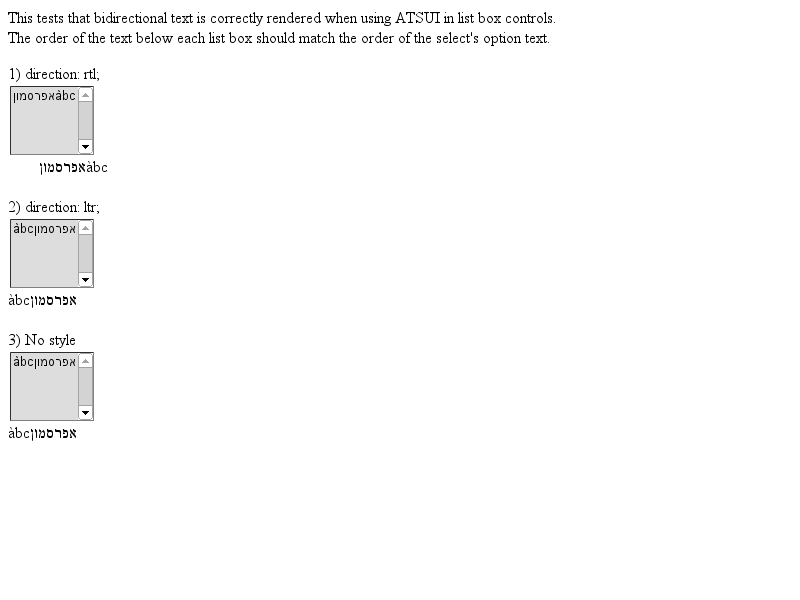 This tests that bidirectional text is correctly rendered when using ATSUI in list box controls.
The order of the text below each list box should match the order of the select's option text.
1) direction: rtl;
àbcאפרסמון
àbcאפרסמון
2) direction: ltr;
àbcאפרסמון
àbcאפרסמון
3) No style
àbcאפרסמון
àbcאפרסמון